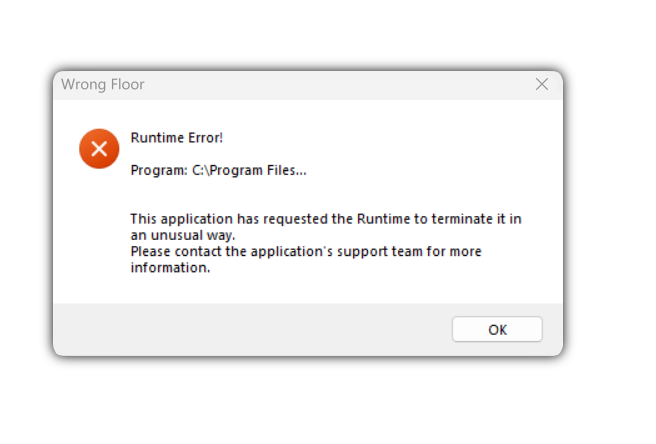 Wrong Floor
Runtime Error!
Program: C:\Program Files...
This application has requested the Runtime to terminate it in
an unusual way.
Please contact the application's support team for more
information.
OK